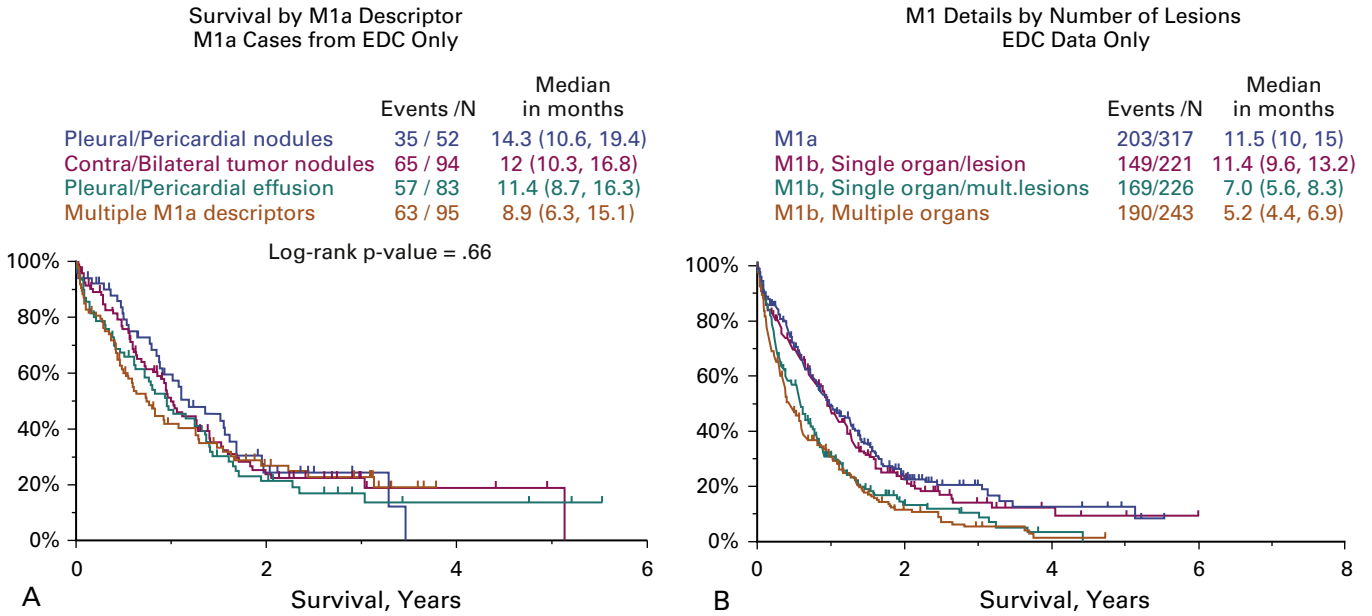 Survival by M1a Descriptor
M1a Cases from EDC Only
Events /N Median in months
Pleural/Pericardial nodules 35 / 52 14.3 (10.6, 19.4)
Contra/Bilateral tumor nodules 65 / 94 12 (10.3, 16.8)
Pleural/Pericardial effusion 57 / 83 11.4 (8.7, 16.3)
Multiple M1a descriptors 63 / 95 8.9 (6.3, 15.1)
Log-rank p-value = .66
100%
80%
60%
40%
20%
0%
0 2 4 6
A Survival, Years
M1 Details by Number of Lesions
EDC Data Only
Events /N Median in months
M1a 203/317 11.5 (10, 15)
M1b, Single organ/lesion 149/221 11.4 (9.6, 13.2)
M1b, Single organ/mult.lesions 169/226 7.0 (5.6, 8.3)
M1b, Multiple organs 190/243 5.2 (4.4, 6.9)
100%
80%
60%
40%
20%
0%
0 2 4 6 8
B Survival, Years